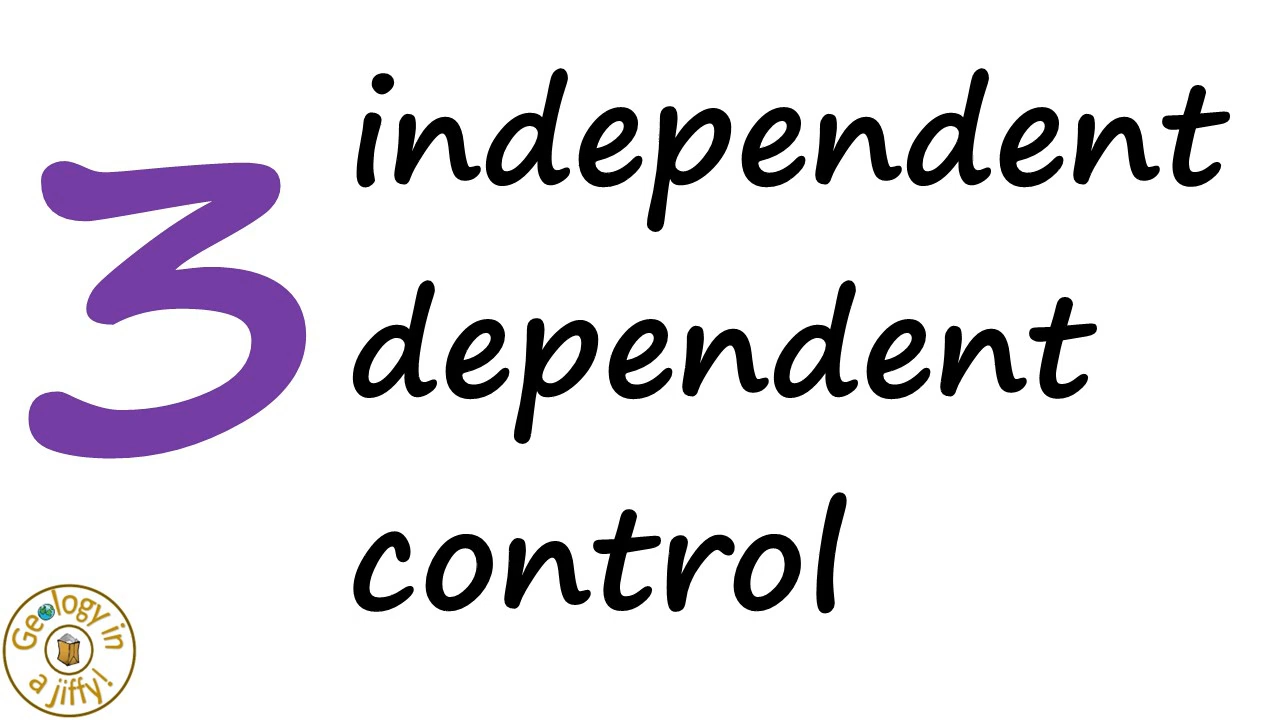 3
independent
dependent
control
Geology in
a jiffy!